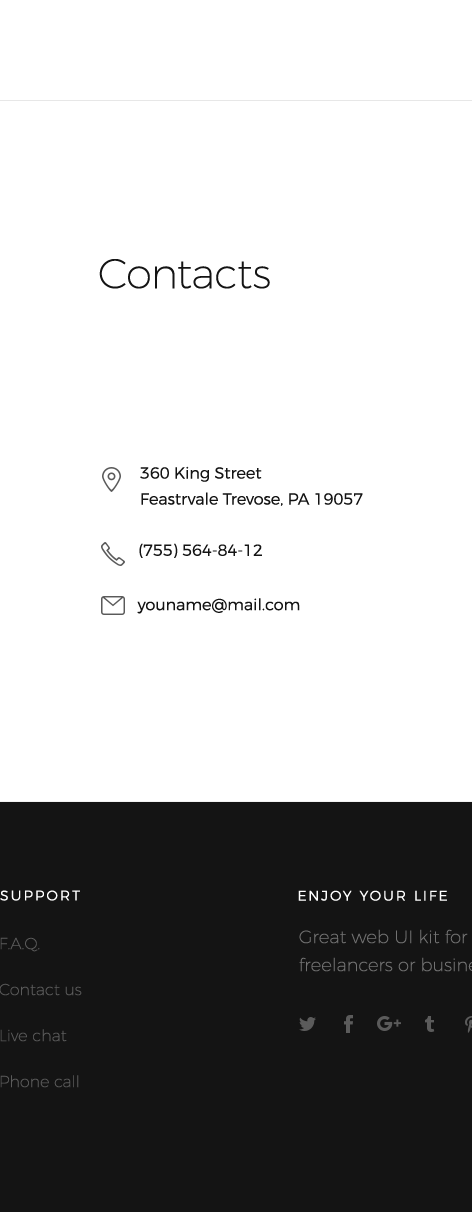 Contacts
360 King Street
Feastrvale Trevose, PA 19057
(755) 564-84-12
youname@mail.com
SUPPORT
F.A.Q.
Contact us
Live chat
Phone call
ENJOY YOUR LIFE
Great web UI kit for
freelancers or busine